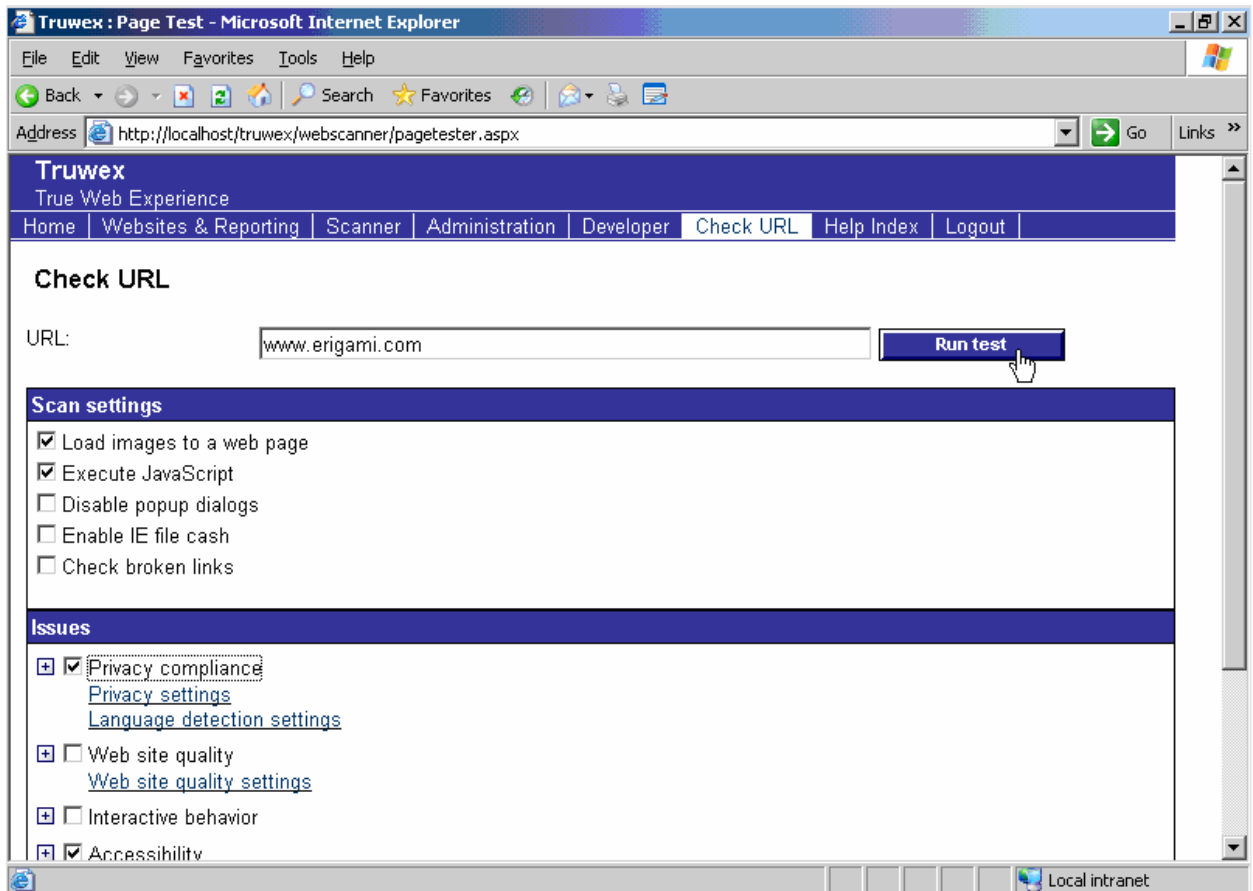 Truwex : Page Test - Microsoft Internet Explorer
File Edit View Favorites Tools Help
Back Search Favorites
Address http://localhost/truwex/webscanner/pagetester.aspx Go Links »
Truwex
True Web Experience
Home Websites & Reporting Scanner Administration Developer Check URL Help Index Logout
Check URL
URL: www.erigami.com Run test
Scan settings
Load images to a web page
Execute JavaScript
Disable popup dialogs
Enable IE file cash
Check broken links
Issues
Privacy compliance
Privacy settings
Language detection settings
Web site quality
Web site quality settings
Interactive behavior
Accessibility
Local intranet